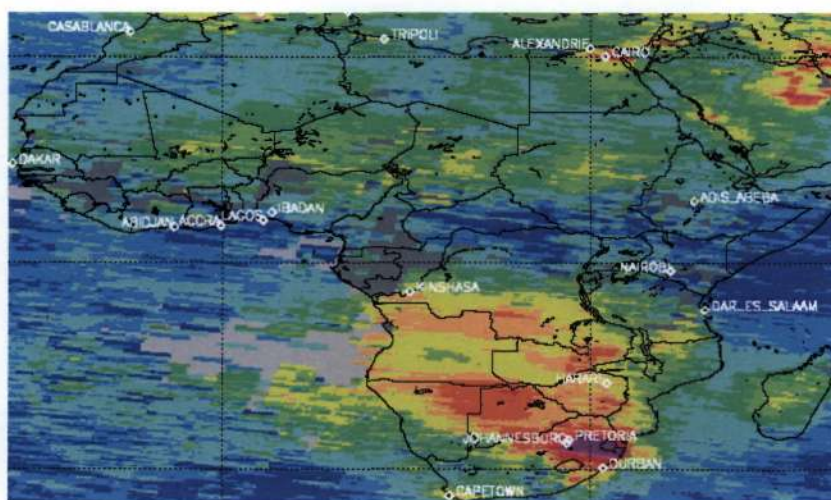 CASABLANCA
TRIPOLI
ALEXANDRIE
CAIRO
DAKAR
ADIS_ABEBA
ABIDJAN
ACCRA
LAGOS
IBADAN
NAIROBI
KINSHASA
DAR_ES_SALAAM
HARARE
JOHANNESBURG
PRETORIA
DURBAN
CAPETOWN